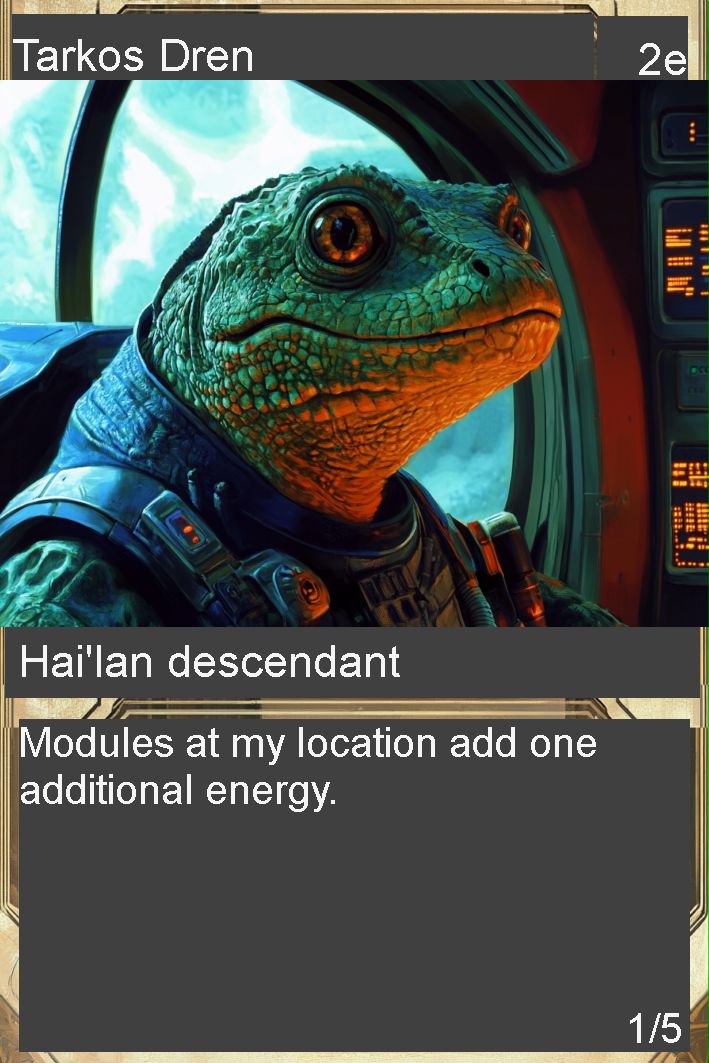 Tarkos Dren 2e
Hai'lan descendant
Modules at my location add one
additional energy.
1/5